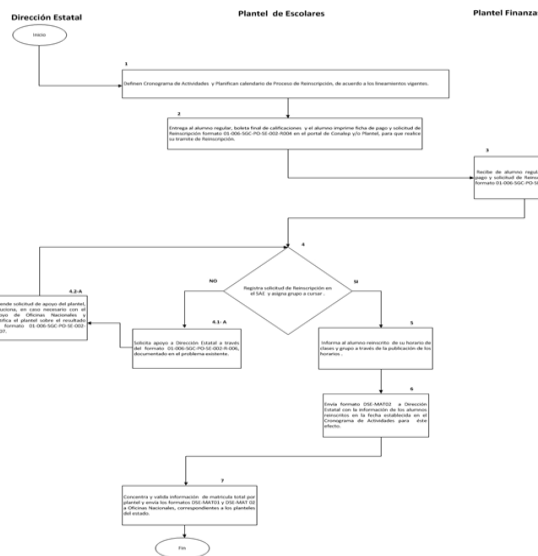 Dirección Estatal
Plantel de Escolares
Plantel Finanza
Inicio
1
Definen Cronograma de Actividades y Planifican calendario de Proceso de Reinscripción, de acuerdo a los lineamientos vigentes.
2
Entrega al alumno regular, boleta final de calificaciones y el alumno imprime ficha de pago y solicitud de
Reinscripción formato 01-006-SGC-PO-SE-002-R004 en el portal de Conalep y/o Plantel, para que realice
su tramite de Reinscripción.
3
Recibe de alumno regul
pago y solicitud de Reins
formato 01-006-SGC-PO-S
4
Registra solicitud de Reinscripción en
el SAE y asigna grupo a cursar.
NO
SI
4.2-A
ende solicitud de apoyo del plantel,
luciona, en caso necesario con el
oyo de Oficinas Nacionales y
tifica el plantel sobre el resultado
formato 01-006-SGC-PO-SE-002-
07.
4.1- A
Solicita apoyo a Dirección Estatal a través
del formato 01-006-SGC-PO-SE-002-R-006,
documentado en el problema existente.
5
Informa al alumno reinscrito de su horario de
clases y grupo a través de la publicación de los
horarios .
6
Envía formato DSE-MAT02 a Dirección
Estatal con la información de los alumnos
reinscritos en la fecha establecida en el
Cronograma de Actividades para éste
efecto.
7
Concentra y valida información de matrícula total por
plantel y envía los formatos DSE-MAT01 y DSE-MAT 02
a Oficinas Nacionales, correspondientes a los planteles
del estado.
Fin